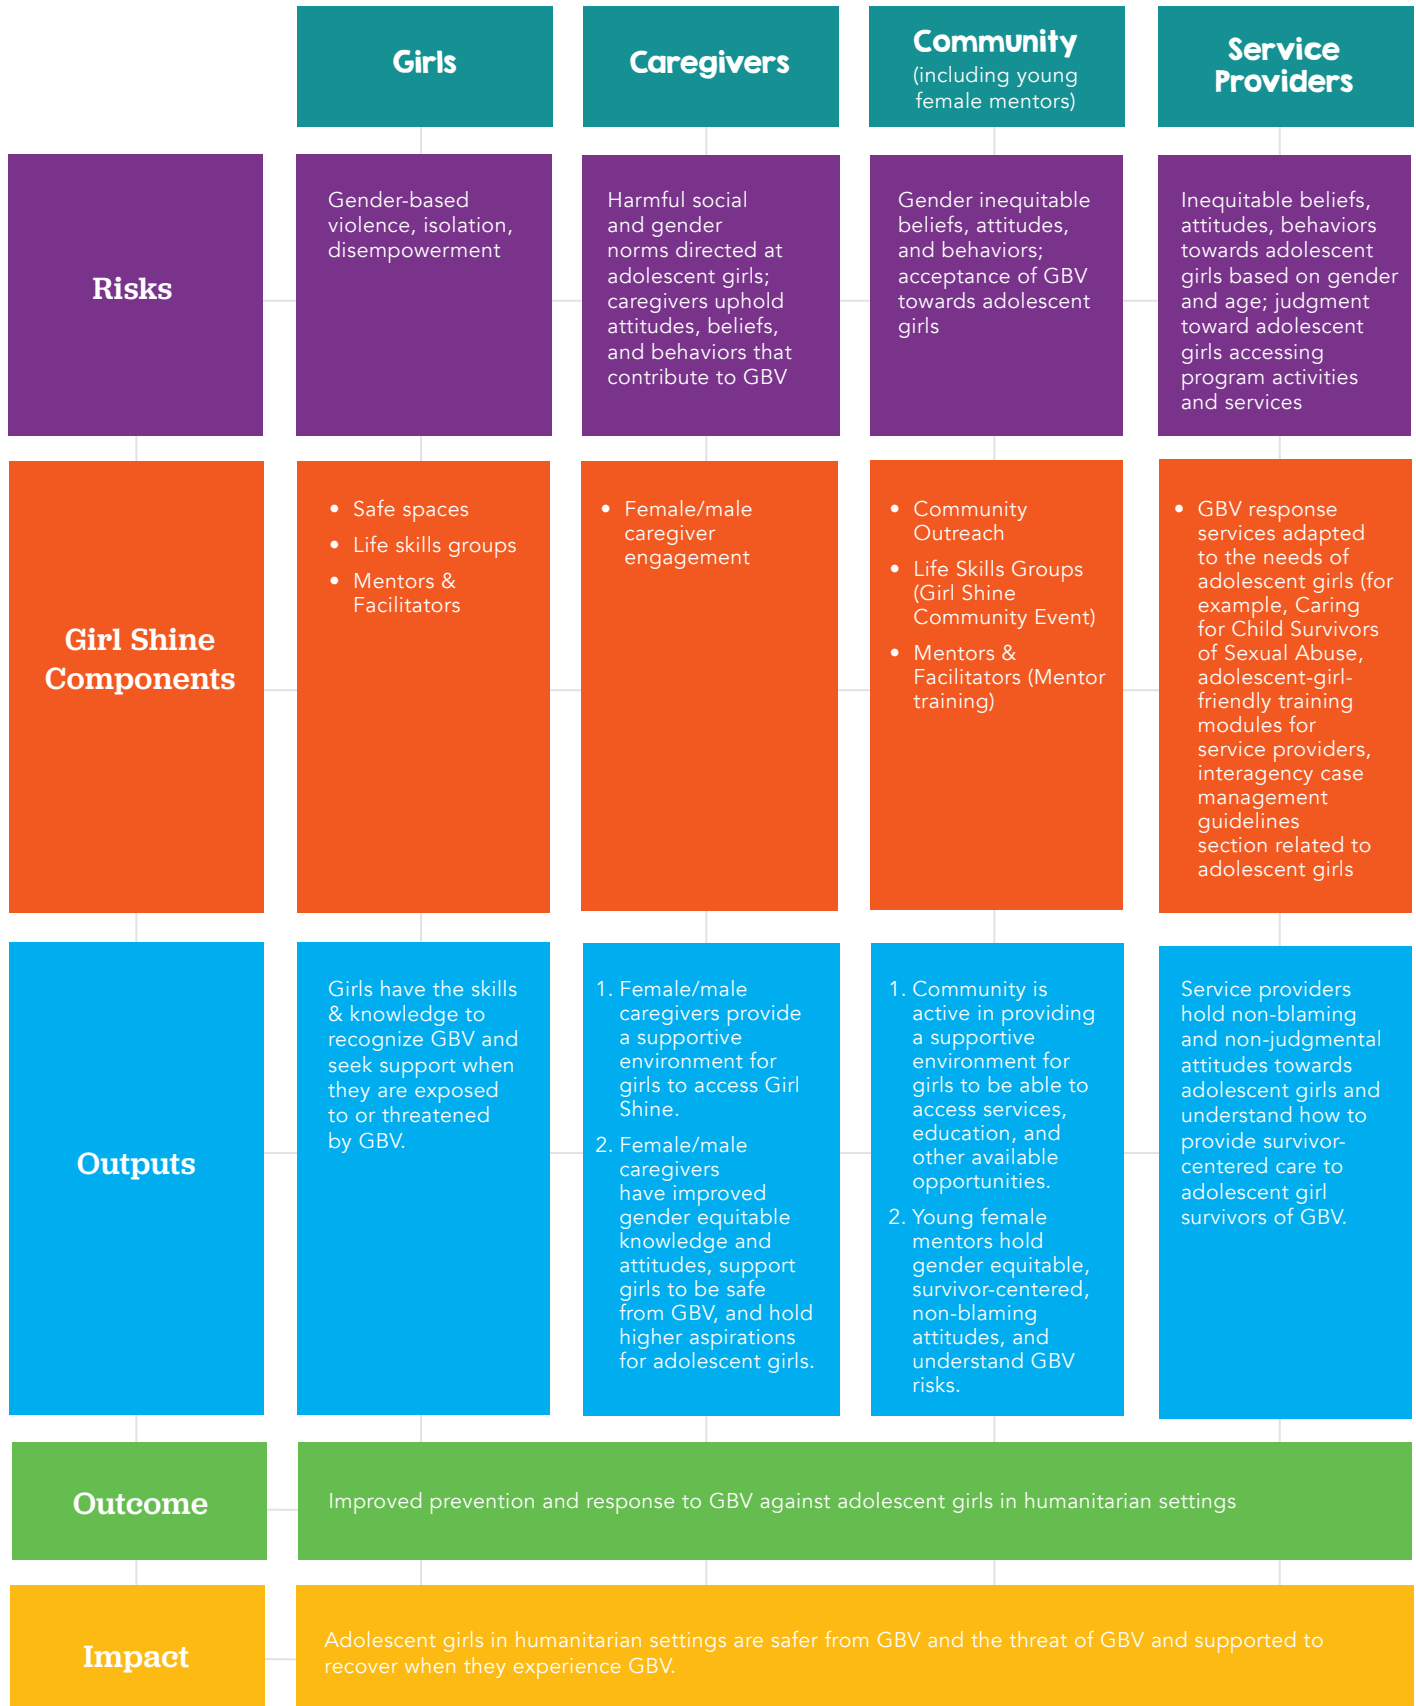 Girls
Caregivers
Community
(including young
female mentors)
Service
Providers
Risks
Gender-based
violence, isolation,
disempowerment
Harmful social
and gender
norms directed at
adolescent girls;
caregivers uphold
attitudes, beliefs,
and behaviors that
contribute to GBV
Gender inequitable
beliefs, attitudes,
and behaviors;
acceptance of GBV
towards adolescent
girls
Inequitable beliefs,
attitudes, behaviors
towards adolescent
girls based on gender
and age; judgment
toward adolescent
girls accessing
program activities
and services
Girl Shine
Components
• Safe spaces
• Life skills groups
• Mentors &
Facilitators
• Female/male
caregiver
engagement
• Community
Outreach
• Life Skills Groups
(Girl Shine
Community Event)
• Mentors &
Facilitators (Mentor
training)
• GBV response
services adapted
to the needs of
adolescent girls (for
example, Caring
for Child Survivors
of Sexual Abuse,
adolescent-girl-
friendly training
modules for
service providers,
interagency case
management
guidelines
section related to
adolescent girls
Outputs
Girls have the skills
& knowledge to
recognize GBV and
seek support when
they are exposed
to or threatened
by GBV.
1. Female/male
caregivers provide
a supportive
environment for
girls to access Girl
Shine.
2. Female/male
caregivers
have improved
gender equitable
knowledge and
attitudes, support
girls to be safe
from GBV, and hold
higher aspirations
for adolescent girls.
1. Community is
active in providing
a supportive
environment for
girls to be able to
access services,
education, and
other available
opportunities.
2. Young female
mentors hold
gender equitable,
survivor-centered,
non-blaming
attitudes, and
understand GBV
risks.
Service providers
hold non-blaming
and non-judgmental
attitudes towards
adolescent girls and
understand how to
provide survivor-
centered care to
adolescent girl
survivors of GBV.
Outcome
Improved prevention and response to GBV against adolescent girls in humanitarian settings
Impact
Adolescent girls in humanitarian settings are safer from GBV and the threat of GBV and supported to
recover when they experience GBV.